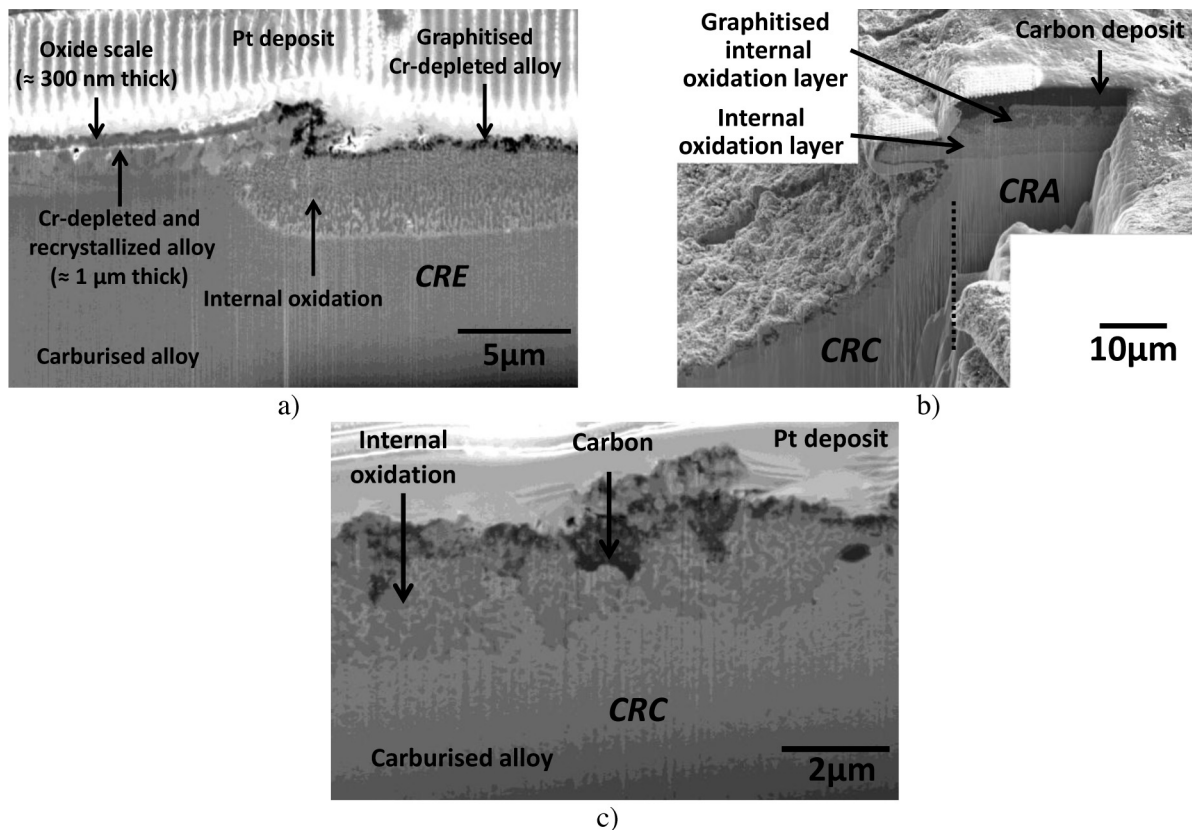 Oxide scale
(≈ 300 nm thick)
Pt deposit
Graphitised
Cr-depleted alloy
Cr-depleted and
recrystallized alloy
(≈ 1 µm thick)
Internal oxidation
CRE
Carburised alloy
5µm
a)
Graphitised
internal
oxidation layer
Carbon deposit
Internal
oxidation layer
CRA
CRC
10µm
b)
Internal
oxidation
Carbon
Pt deposit
CRC
Carburised alloy
2µm
c)